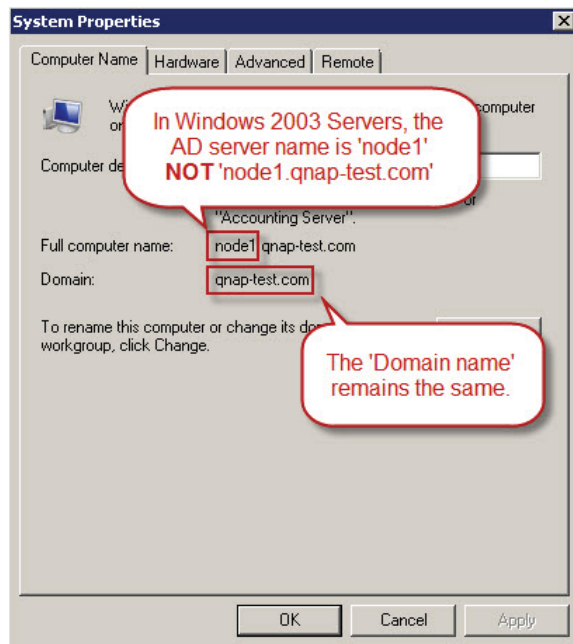 System Properties
Computer Name Hardware Advanced Remote
computer
In Windows 2003 Servers, the
AD server name is 'node1'
NOT 'node1.qnap-test.com'
Computer de
"Accounting Server".
Full computer name: node1.qnap-test.com
Domain: qnap-test.com
To rename this computer or change its
workgroup, click Change.
The 'Domain name'
remains the same.
OK Cancel Apply